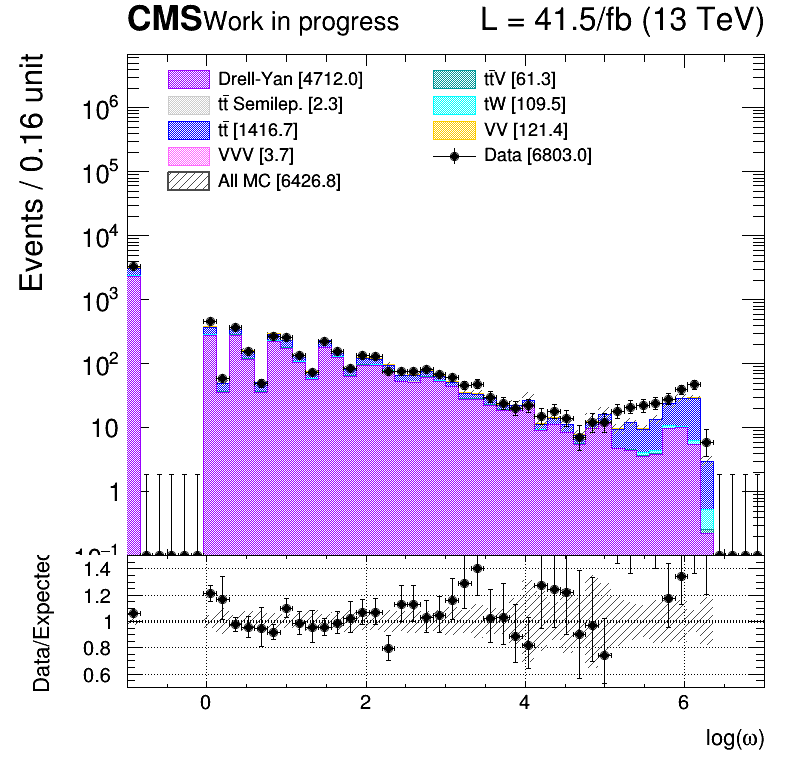 CMS Work in progress L = 41.5/fb (13 TeV)
Events / 0.16 unit
Drell-Yan [4712.0]
tt̄ Semilep. [2.3]
tt̄ [1416.7]
VVV [3.7]
All MC [6426.8]
tt̄V [61.3]
tW [109.5]
VV [121.4]
Data [6803.0]
10⁶
10⁵
10⁴
10³
10²
10
1
10⁻¹
Data/Expected
1.4
1.2
1
0.8
0.6
0 2 4 6
log(ω)